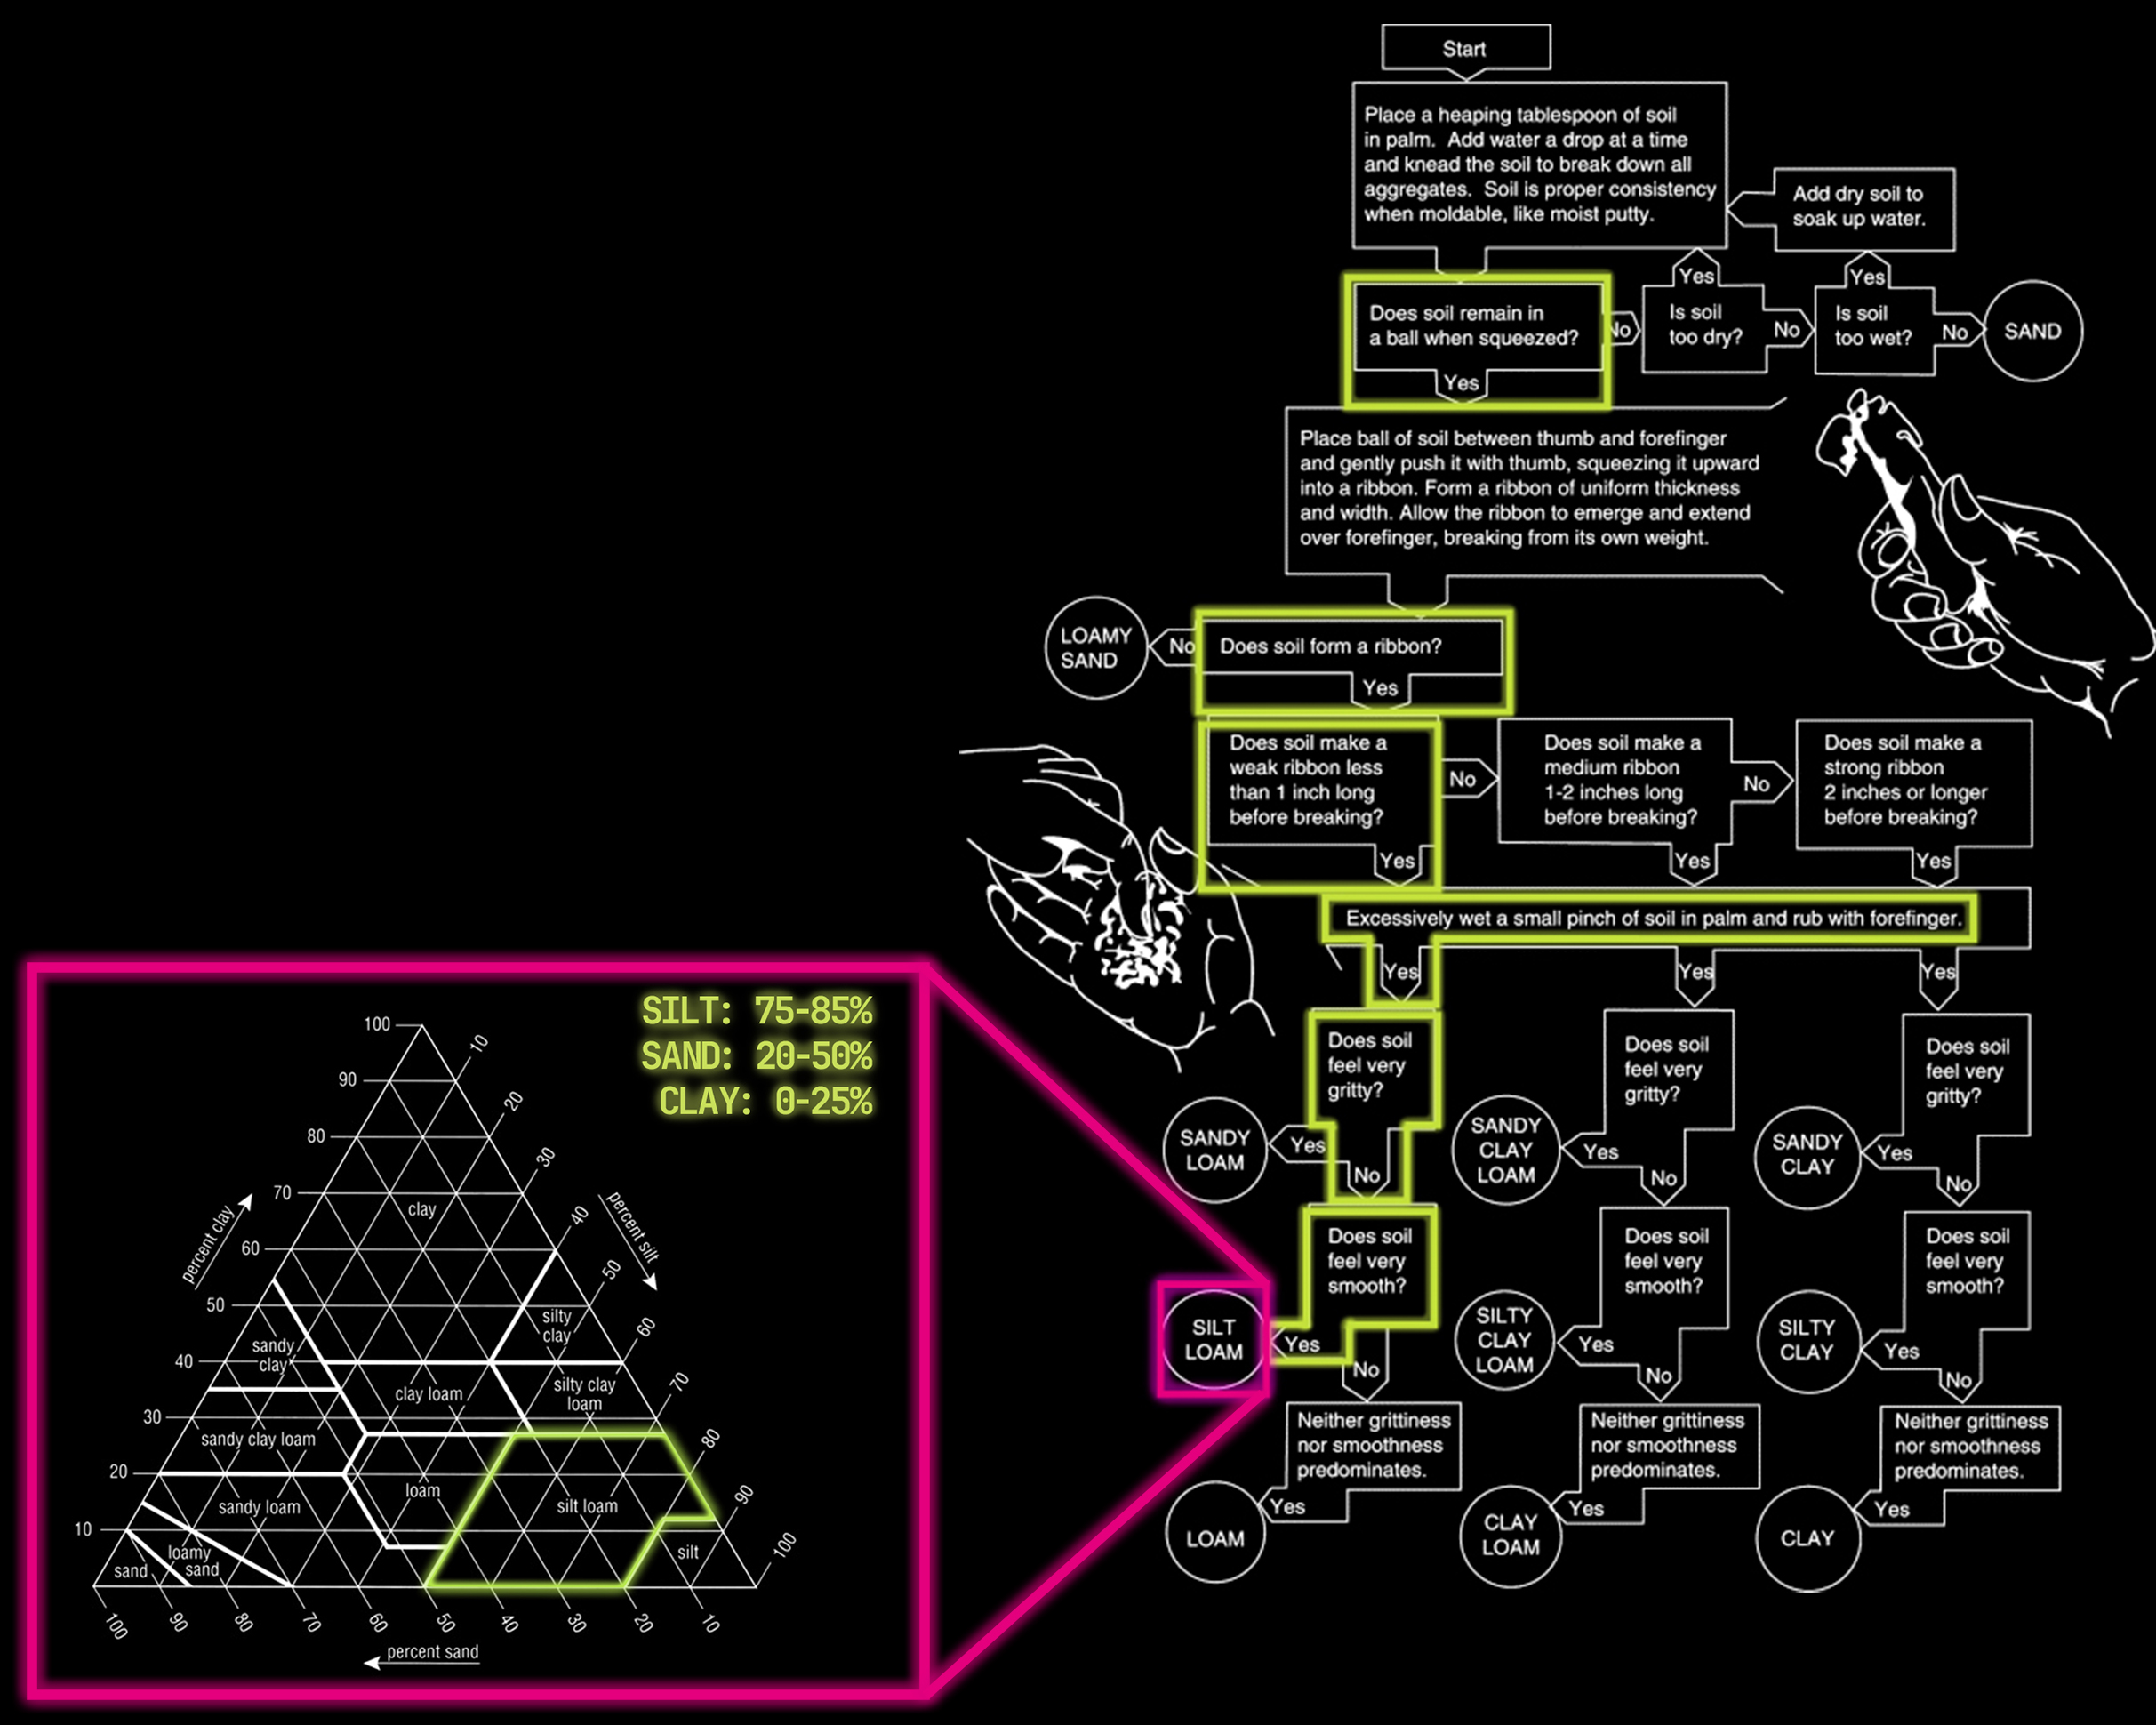 Start
Place a heaping tablespoon of soil
in palm.  Add water a drop at a time
and knead the soil to break down all
aggregates.  Soil is proper consistency
when moldable, like moist putty.
Add dry soil to
soak up water.
Yes
Yes
Does soil remain in
a ball when squeezed?
No
Is soil
too dry?
No
Is soil
too wet?
No
SAND
Yes
Place ball of soil between thumb and forefinger
and gently push it with thumb, squeezing it upward
into a ribbon. Form a ribbon of uniform thickness
and width. Allow the ribbon to emerge and extend
over forefinger, breaking from its own weight.
LOAMY
SAND
No
Does soil form a ribbon?
Yes
Does soil make a
weak ribbon less
than 1 inch long
before breaking?
No
Does soil make a
medium ribbon
1-2 inches long
before breaking?
No
Does soil make a
strong ribbon
2 inches or longer
before breaking?
Yes
Yes
Yes
Excessively wet a small pinch of soil in palm and rub with forefinger.
Yes
Yes
Yes
Does soil
feel very
gritty?
Does soil
feel very
gritty?
Does soil
feel very
gritty?
SANDY
LOAM
Yes
No
SANDY
CLAY
LOAM
Yes
No
SANDY
CLAY
Yes
No
Does soil
feel very
smooth?
Does soil
feel very
smooth?
Does soil
feel very
smooth?
SILT
LOAM
Yes
No
SILTY
CLAY
LOAM
Yes
No
SILTY
CLAY
Yes
No
Neither grittiness
nor smoothness
predominates.
Neither grittiness
nor smoothness
predominates.
Neither grittiness
nor smoothness
predominates.
Yes
LOAM
Yes
CLAY
LOAM
Yes
CLAY
SILT: 75-85%
SAND: 20-50%
CLAY: 0-25%
100
90
80
70
60
50
40
30
20
10
percent clay
10
20
30
40
50
60
70
80
90
100
percent silt
clay
silty
clay
sandy
clay
clay loam
silty clay
loam
sandy clay loam
loam
silt loam
sandy loam
silt
loamy
sand
sand
100
90
80
70
60
50
40
30
20
10
percent sand